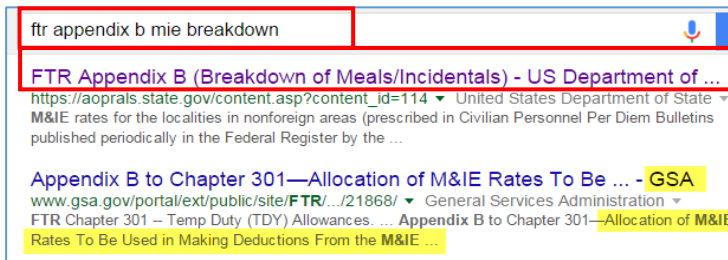 ftr appendix b mie breakdown
FTR Appendix B (Breakdown of Meals/Incidentals) - US Department of ...
https://aoprals.state.gov/content.asp?content_id=114 ▼ United States Department of State ▼
M&IE rates for the localities in nonforeign areas (prescribed in Civilian Personnel Per Diem Bulletins
published periodically in the Federal Register by the ...
Appendix B to Chapter 301—Allocation of M&IE Rates To Be ... - GSA
www.gsa.gov/portal/ext/public/site/FTR/.../21868/ ▼ General Services Administration ▼
FTR Chapter 301 -- Temp Duty (TDY) Allowances. ... Appendix B to Chapter 301—Allocation of M&IE
Rates To Be Used in Making Deductions From the M&IE ...